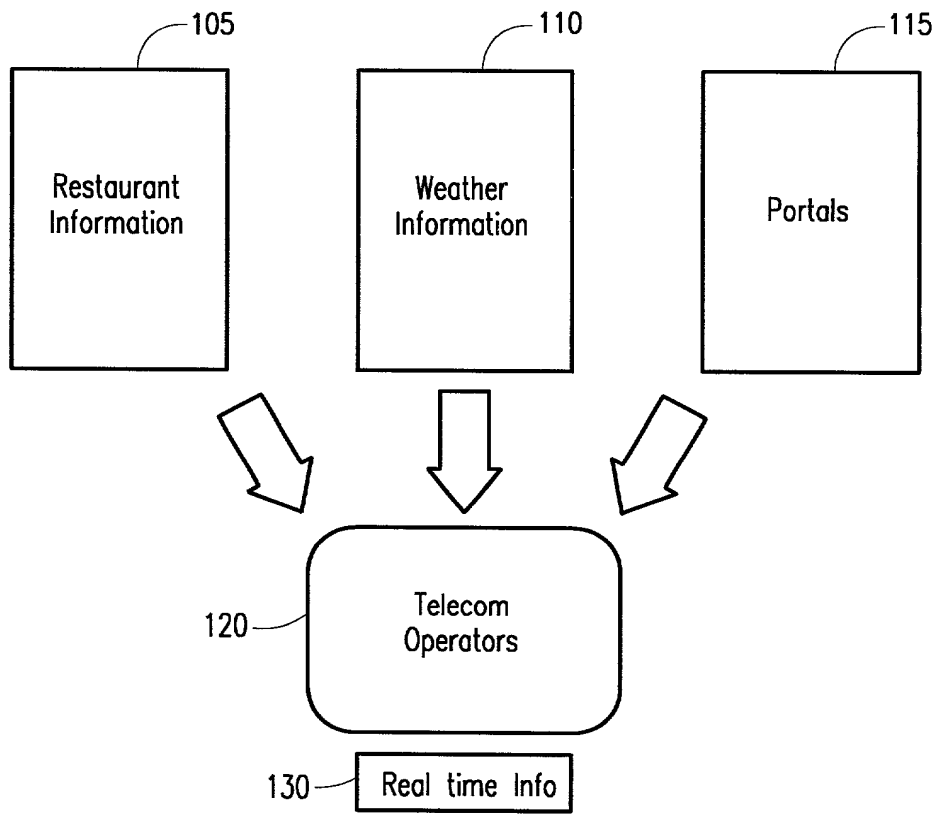 105
110
115
Restaurant
Information
Weather
Information
Portals
120
Telecom
Operators
130
Real time Info